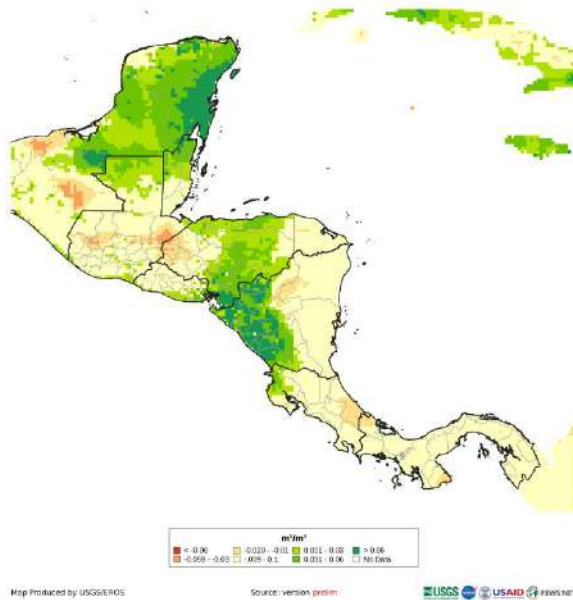 m³/m³
< -0.06 -0.020 - -0.01 0.011 - 0.03 > 0.06
-0.059 - -0.03 -.009 - 0.1 0.031 - 0.06 No Data
Map Produced by USGS/EROS Source: version prelim USGS NASA USAID FEWS NET